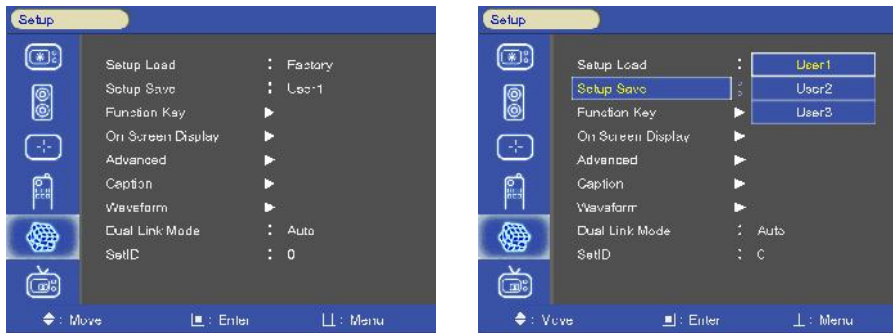 Setup
Setup Load : Factory
Setup Save : User1
Function Key
On Screen Display
Advanced
Caption
Waveform
Dual Link Mode : Auto
SetID : 0
: Move : Enter : Menu
Setup
Setup Load : User1
Setup Save : User2
Function Key User3
On Screen Display
Advanced
Caption
Waveform
Dual Link Mode : Auto
SetID : 0
: Move : Enter : Menu